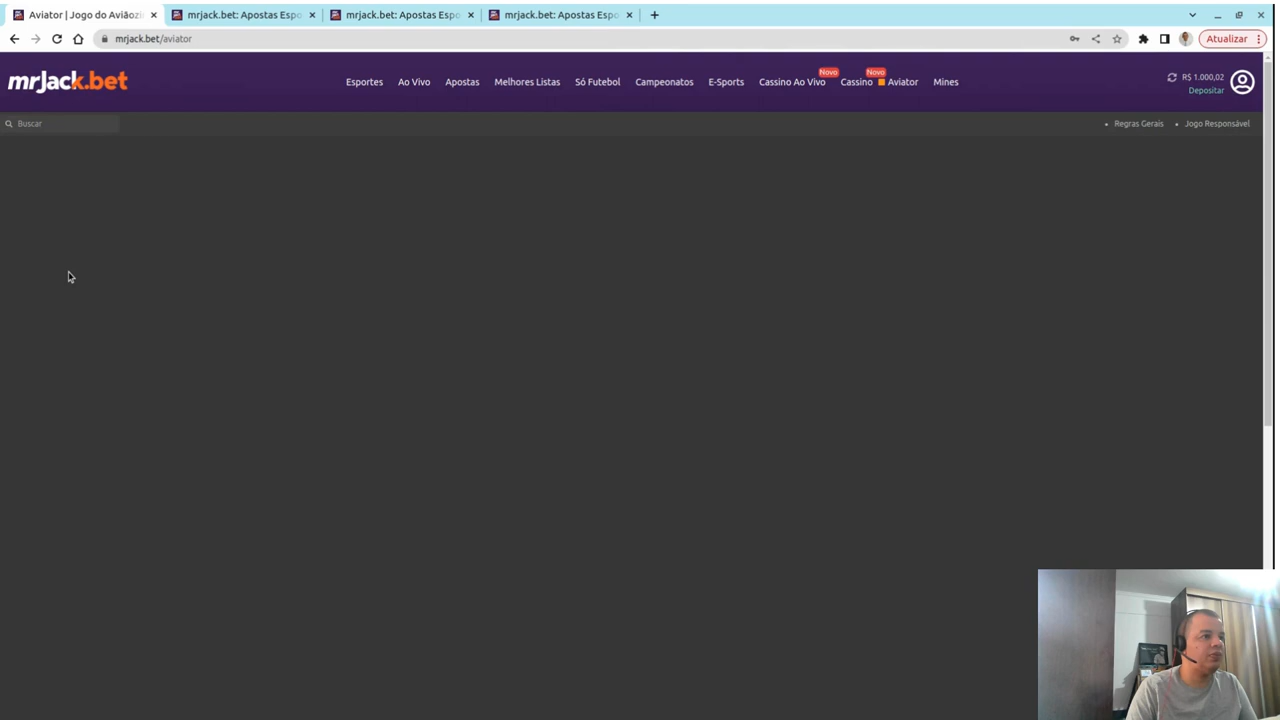 Aviator | Jogo do Aviãozi
mrjack.bet: Apostas Espo
mrjack.bet: Apostas Espo
mrjack.bet: Apostas Espo
mrjack.bet/aviator
Atualizar
mrJack.bet
Esportes
Ao Vivo
Apostas
Melhores Listas
Só Futebol
Campeonatos
E-Sports
Cassino Ao Vivo
Novo
Cassino
Novo
Aviator
Mines
R$ 1.000,02
Depositar
Buscar
Regras Gerais
Jogo Responsável